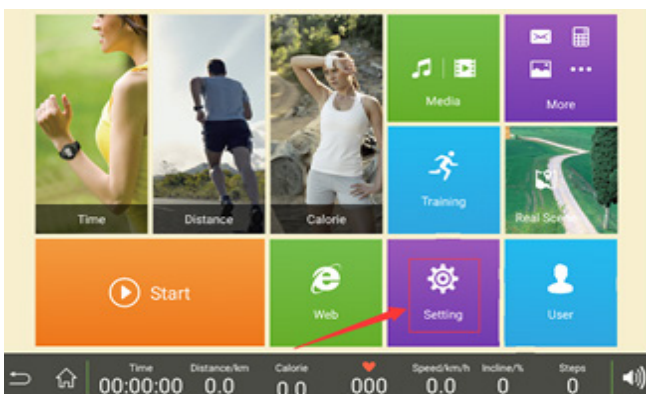 Media
More
Time
Distance
Calorie
Training
Real Scene
Start
Web
Setting
User
Time
00:00:00
Distance/km
0.0
Calorie
0.0
000
Speed/km/h
0.0
Incline/%
0
Steps
0